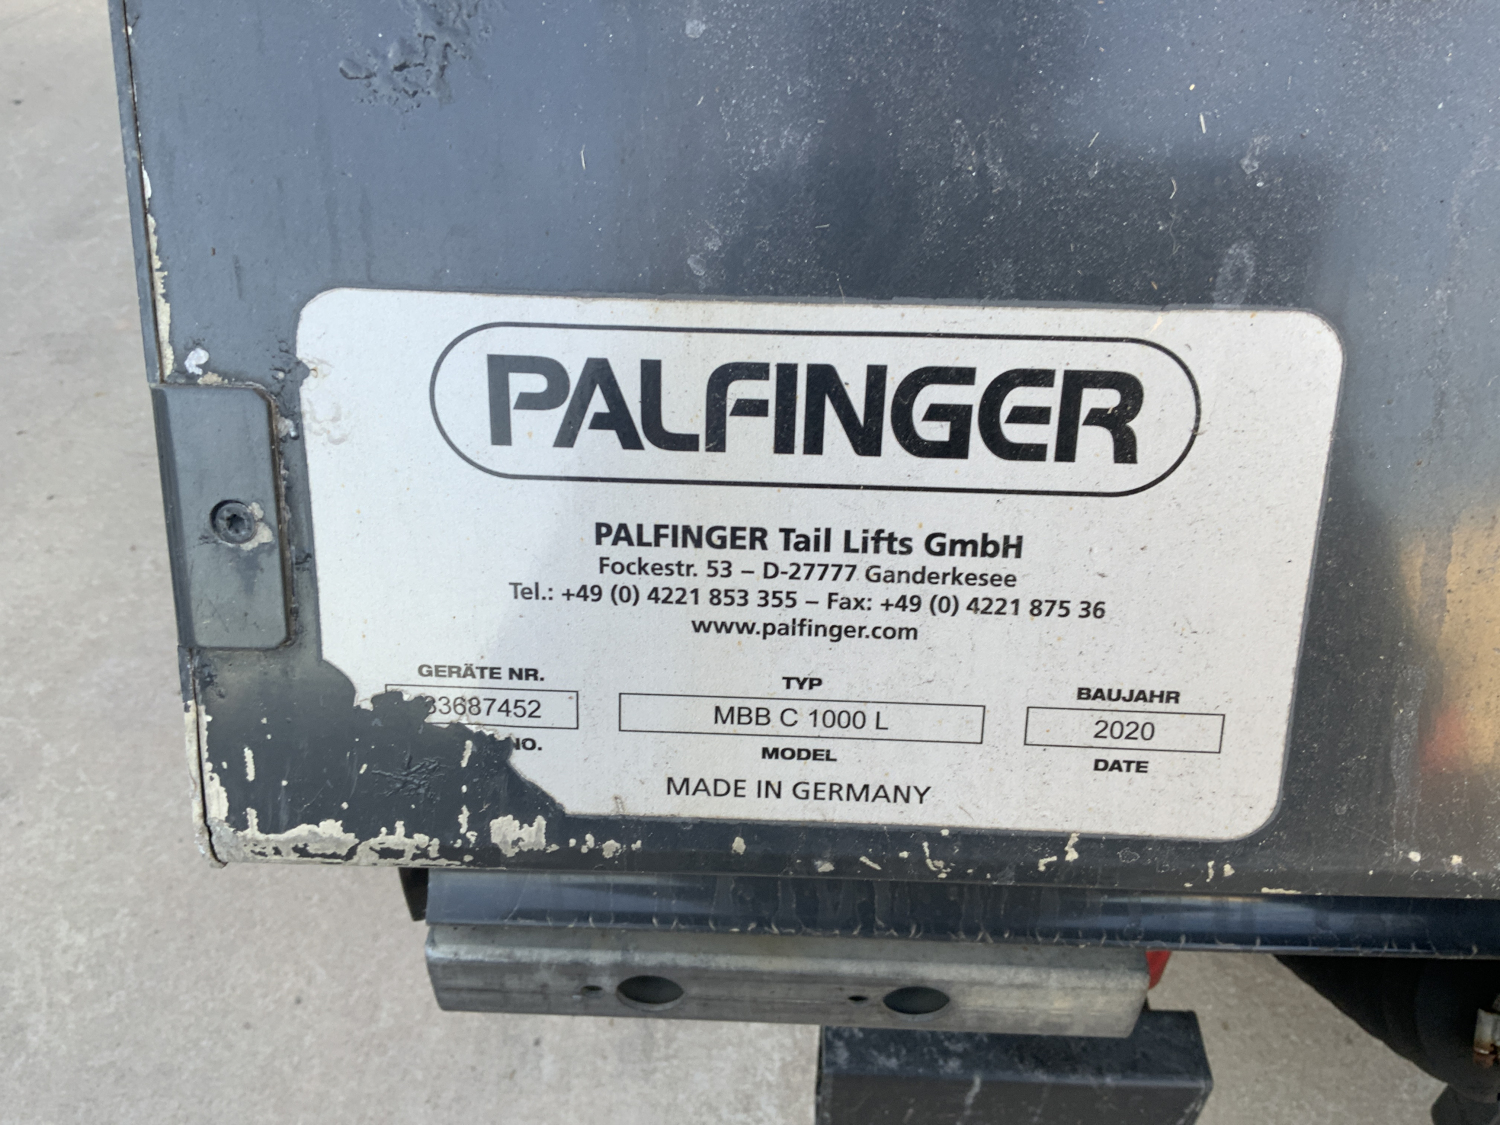 PALFINGER
PALFINGER Tail Lifts GmbH
Fockestr. 53 – D-27777 Ganderkesee
Tel.: +49 (0) 4221 853 355 – Fax: +49 (0) 4221 875 36
www.palfinger.com
GERÄTE NR. TYP BAUJAHR
33687452 MBB C 1000 L 2020
NO. MODEL DATE
MADE IN GERMANY